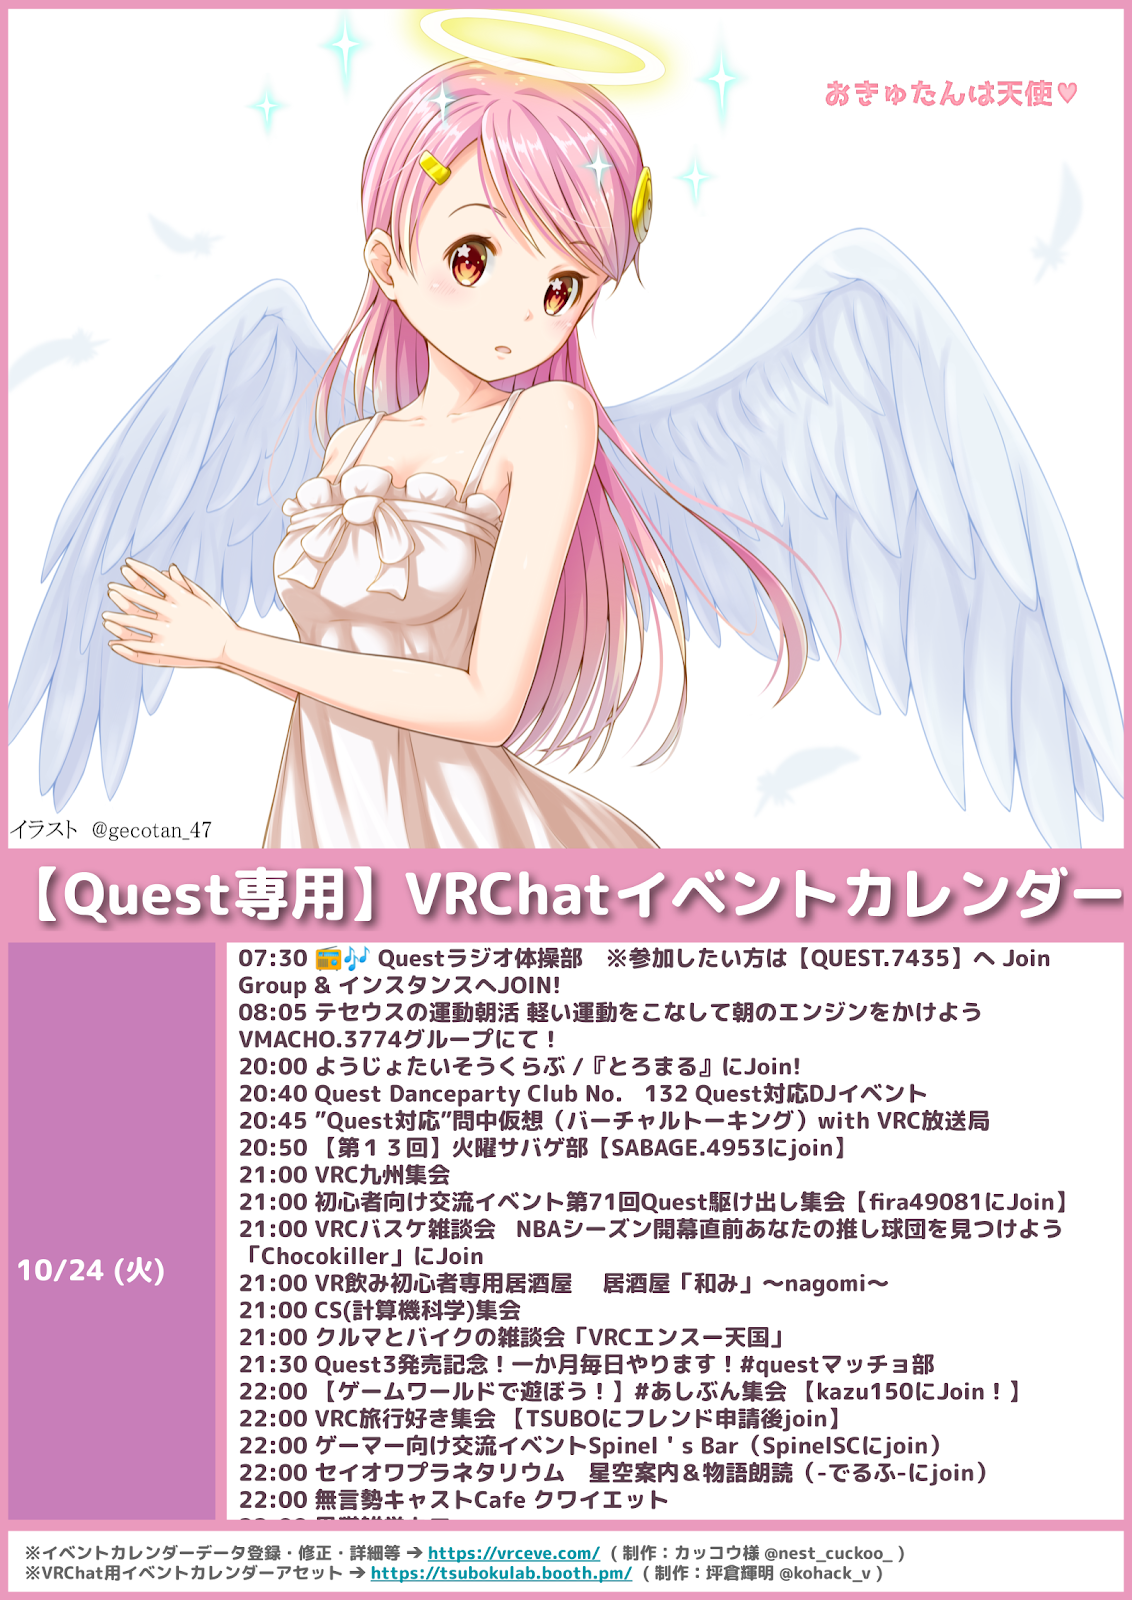 おきゅたんは天使♥
イラスト @gecotan_47
【Quest専用】VRChatイベントカレンダー
10/24 (火)
07:30 📻🎶 Questラジオ体操部　※参加したい方は【QUEST.7435】へ Join
Group & インスタンスへJOIN!
08:05 テセウスの運動朝活 軽い運動をこなして朝のエンジンをかけよう
VMACHO.3774グループにて！
20:00 ようじょたいそうくらぶ /『とろまる』にJoin!
20:40 Quest Danceparty Club No.　132 Quest対応DJイベント
20:45 ”Quest対応”問中仮想（バーチャルトーキング）with VRC放送局
20:50 【第１３回】火曜サバゲ部【SABAGE.4953にjoin】
21:00 VRC九州集会
21:00 初心者向け交流イベント第71回Quest駆け出し集会【fira49081にJoin】
21:00 VRCバスケ雑談会　NBAシーズン開幕直前あなたの推し球団を見つけよう
「Chocokiller」にJoin
21:00 VR飲み初心者専用居酒屋　 居酒屋「和み」～nagomi～
21:00 CS(計算機科学)集会
21:00 クルマとバイクの雑談会「VRCエンスー天国」
21:30 Quest3発売記念！一か月毎日やります！#questマッチョ部
22:00 【ゲームワールドで遊ぼう！】#あしぶん集会 【kazu150にJoin！】
22:00 VRC旅行好き集会 【TSUBOにフレンド申請後join】
22:00 ゲーマー向け交流イベントSpinel＇s Bar（SpinelSCにjoin）
22:00 セイオワプラネタリウム　星空案内＆物語朗読（-でるふ-にjoin）
22:00 無言勢キャストCafe クワイエット
※イベントカレンダーデータ登録・修正・詳細等 ➔ https://vrceve.com/ （制作：カッコウ様 @nest_cuckoo_ ）
※VRChat用イベントカレンダーアセット ➔ https://tsubokulab.booth.pm/ （制作：坪倉輝明 @kohack_v ）